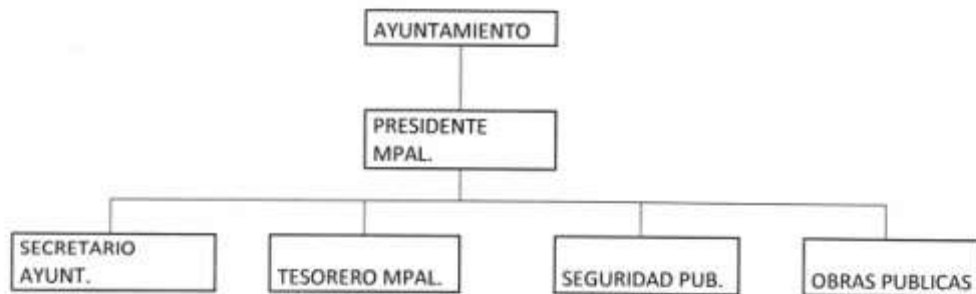 AYUNTAMIENTO
PRESIDENTE
MPAL.
SECRETARIO
AYUNT.
TESORERO MPAL.
SEGURIDAD PUB.
OBRAS PUBLICAS